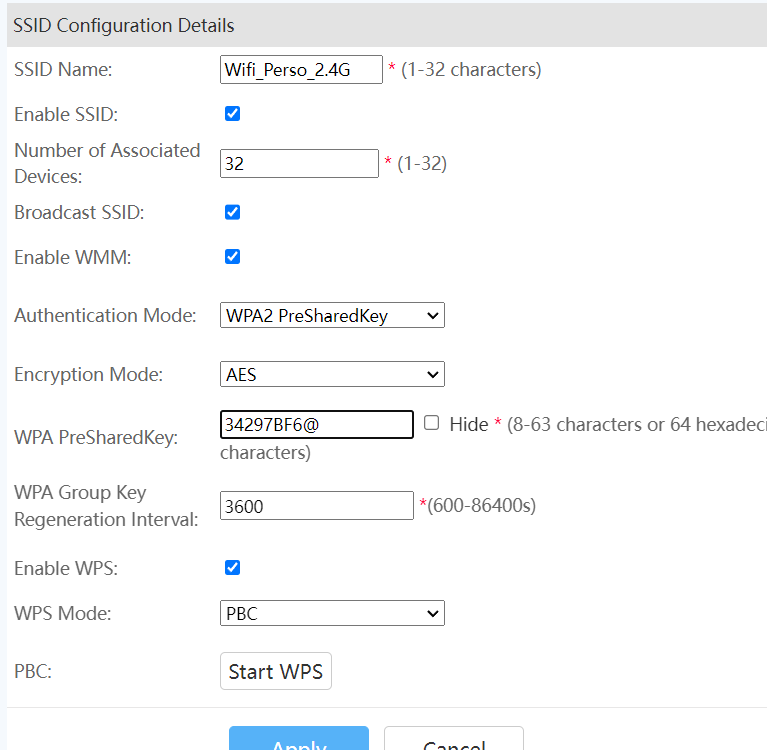 SSID Configuration Details
SSID Name: Wifi_Perso_2.4G * (1-32 characters)
Enable SSID:
Number of Associated
Devices: 32 * (1-32)
Broadcast SSID:
Enable WMM:
Authentication Mode: WPA2 PreSharedKey
Encryption Mode: AES
WPA PreSharedKey: 34297BF6@ Hide * (8-63 characters or 64 hexadeci
characters)
WPA Group Key
Regeneration Interval: 3600 *(600-86400s)
Enable WPS:
WPS Mode: PBC
PBC: Start WPS
Apply Cancel